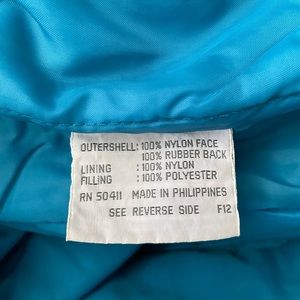 OUTERSHELL: 100% NYLON FACE
100% RUBBER BACK
LINING : 100% NYLON
FILLING : 100% POLYESTER
RN 50411 MADE IN PHILIPPINES
SEE REVERSE SIDE F12